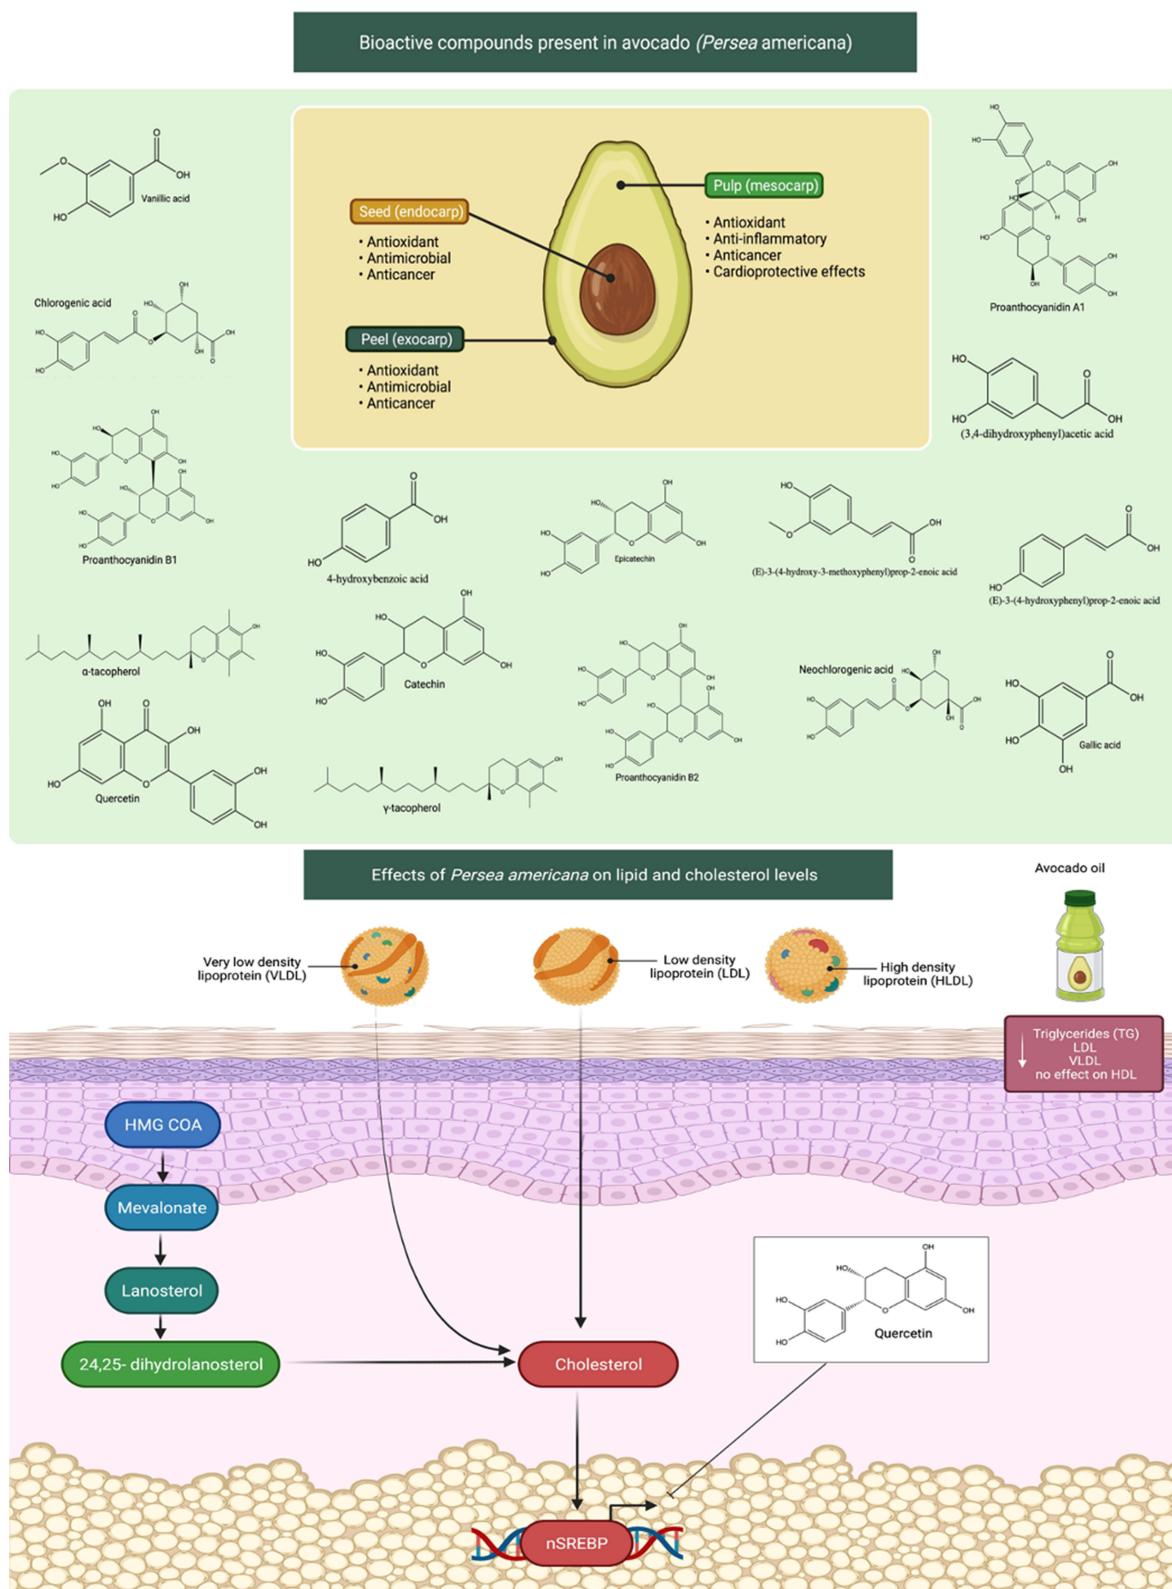 Bioactive compounds present in avocado (Persea americana)
Vanillic acid
Chlorogenic acid
Proanthocyanidin B1
α-tacopherol
Quercetin
Seed (endocarp)
• Antioxidant
• Antimicrobial
• Anticancer
Peel (exocarp)
• Antioxidant
• Antimicrobial
• Anticancer
Pulp (mesocarp)
• Antioxidant
• Anti-inflammatory
• Anticancer
• Cardioprotective effects
4-hydroxybenzoic acid
Catechin
γ-tacopherol
Epicatechin
Proanthocyanidin B2
Proanthocyanidin A1
(3,4-dihydroxyphenyl)acetic acid
(E)-3-(4-hydroxy-3-methoxyphenyl)prop-2-enoic acid
(E)-3-(4-hydroxyphenyl)prop-2-enoic acid
Neochlorogenic acid
Gallic acid
Effects of Persea americana on lipid and cholesterol levels
Avocado oil
Very low density
lipoprotein (VLDL)
Low density
lipoprotein (LDL)
High density
lipoprotein (HLDL)
Triglycerides (TG)
LDL
VLDL
no effect on HDL
HMG COA
Mevalonate
Lanosterol
24,25- dihydrolanosterol
Cholesterol
Quercetin
nSREBP